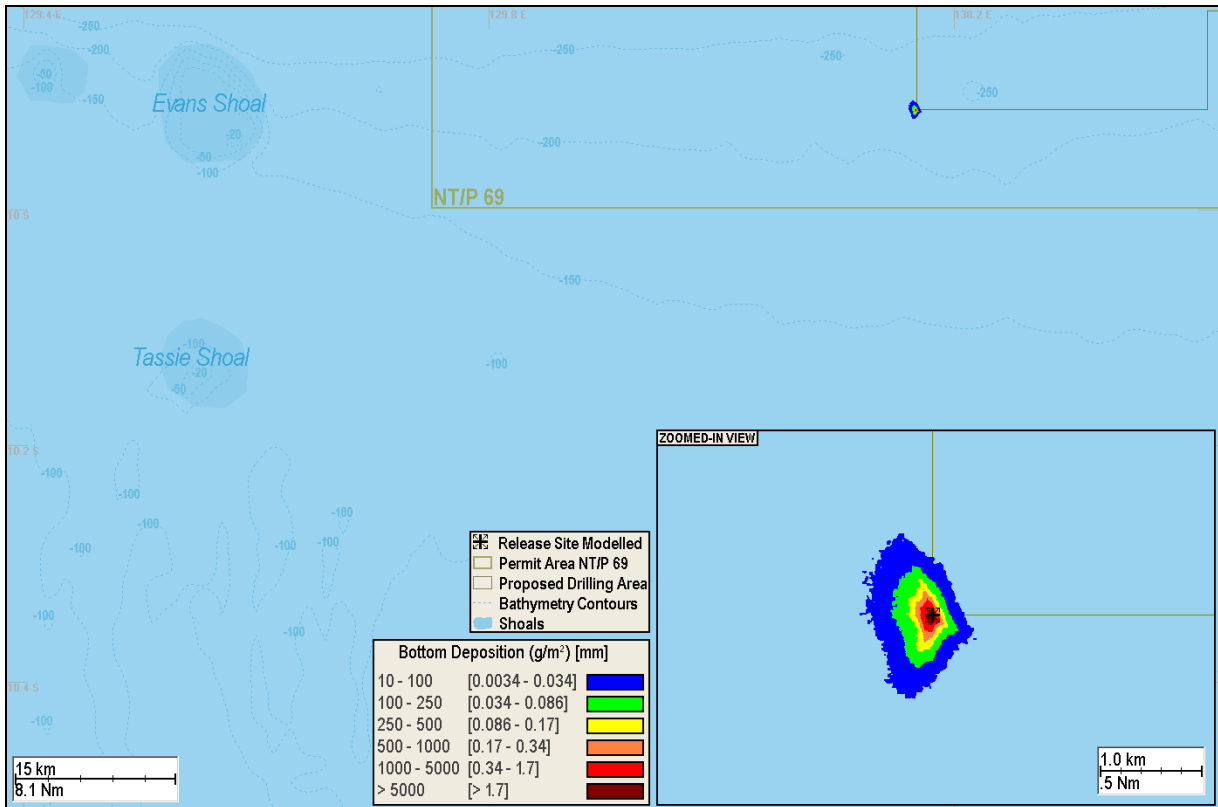 129.4 E
129.8 E
130.2 E
-250
-200
-250
-250
-50
-100
-150
-250
Evans Shoal
-20
-50
-100
-200
NT/P 69
10 S
-150
-100
Tassie Shoal
-20
-50
-100
10.2 S
-100
-100
-100
-100
-100
-100
-100
-100
-100
-100
10.4 S
-100
ZOOMED-IN VIEW
Release Site Modelled
Permit Area NT/P 69
Proposed Drilling Area
Bathymetry Contours
Shoals
Bottom Deposition (g/m²) [mm]
10 - 100 [0.0034 - 0.034]
100 - 250 [0.034 - 0.086]
250 - 500 [0.086 - 0.17]
500 - 1000 [0.17 - 0.34]
1000 - 5000 [0.34 - 1.7]
> 5000 [> 1.7]
15 km
8.1 Nm
1.0 km
.5 Nm